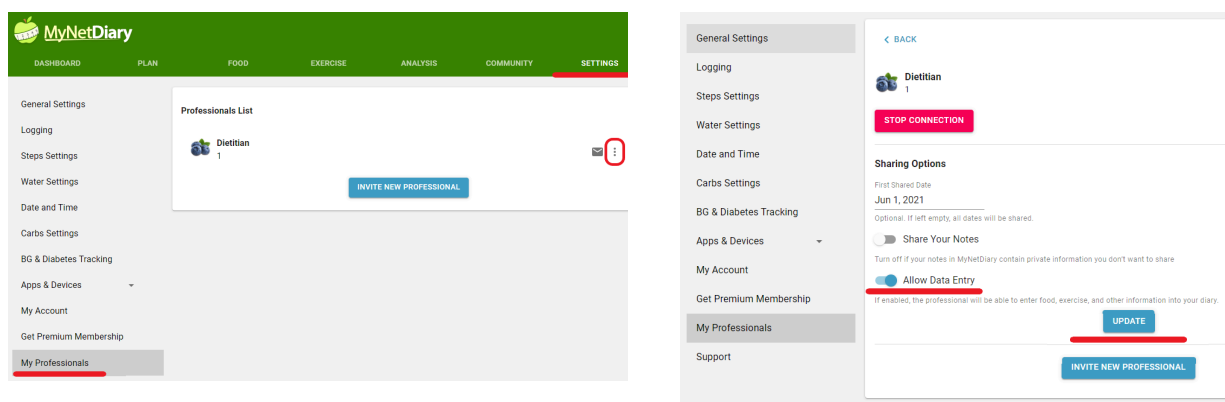 MyNetDiary
DASHBOARD PLAN FOOD EXERCISE ANALYSIS COMMUNITY SETTINGS
General Settings
Logging
Steps Settings
Water Settings
Date and Time
Carbs Settings
BG & Diabetes Tracking
Apps & Devices
My Account
Get Premium Membership
My Professionals
Professionals List
Dietitian
1
INVITE NEW PROFESSIONAL
General Settings
Logging
Steps Settings
Water Settings
Date and Time
Carbs Settings
BG & Diabetes Tracking
Apps & Devices
My Account
Get Premium Membership
My Professionals
Support
BACK
Dietitian
1
STOP CONNECTION
Sharing Options
First Shared Date
Jun 1, 2021
Optional. If left empty, all dates will be shared.
Share Your Notes
Turn off if your notes in MyNetDiary contain private information you don't want to share
Allow Data Entry
If enabled, the professional will be able to enter food, exercise, and other information into your diary.
UPDATE
INVITE NEW PROFESSIONAL